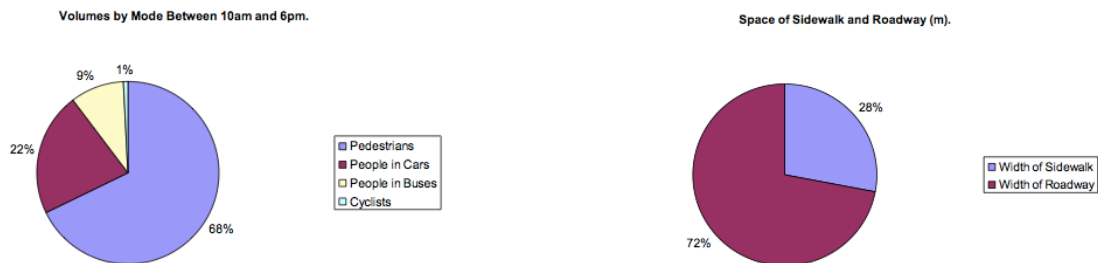 Volumes by Mode Between 10am and 6pm.
9%
1%
22%
68%
Pedestrians
People in Cars
People in Buses
Cyclists
Space of Sidewalk and Roadway (m).
28%
72%
Width of Sidewalk
Width of Roadway